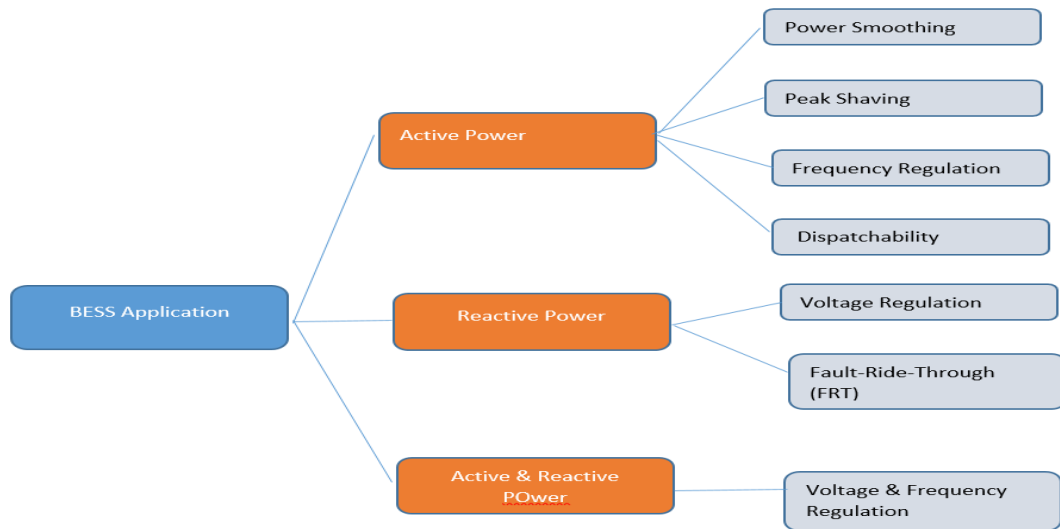 Power Smoothing
Active Power
Peak Shaving
Frequency Regulation
Dispatchability
BESS Application
Reactive Power
Voltage Regulation
Fault-Ride-Through
(FRT)
Active & Reactive
POwer
Voltage & Frequency
Regulation